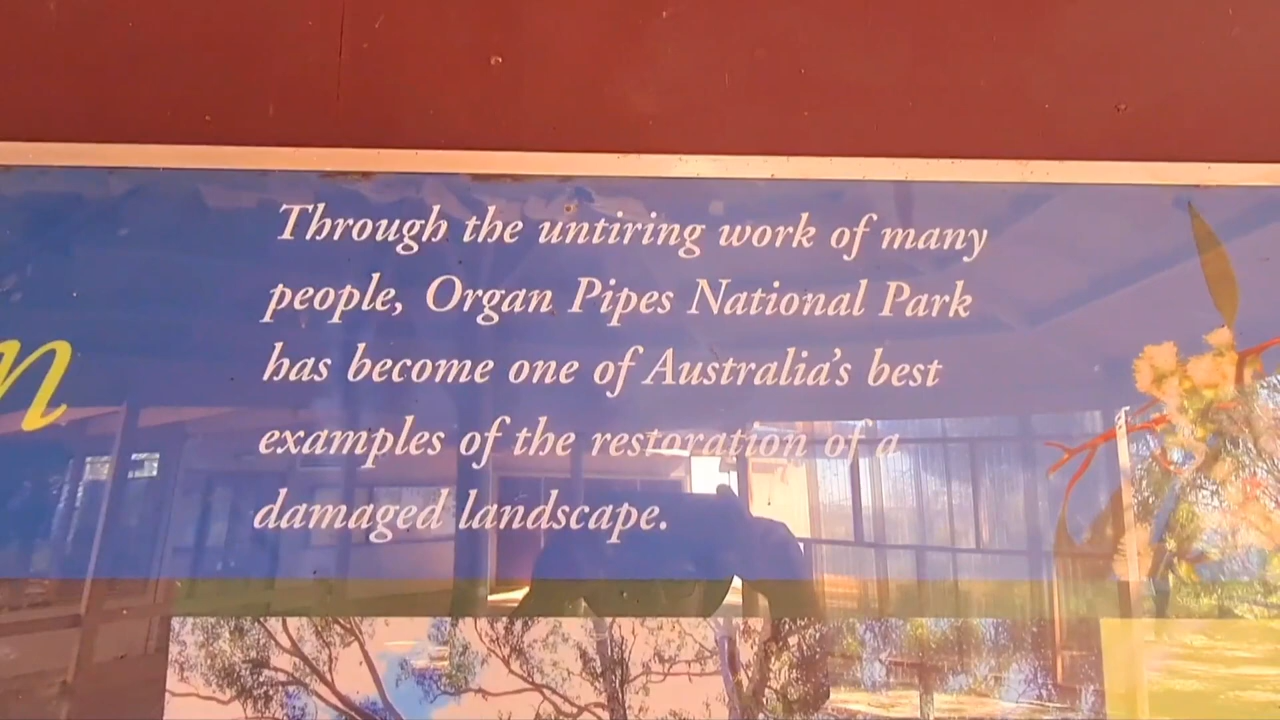 Through the untiring work of many
people, Organ Pipes National Park
has become one of Australia's best
examples of the restoration of a
damaged landscape.
n